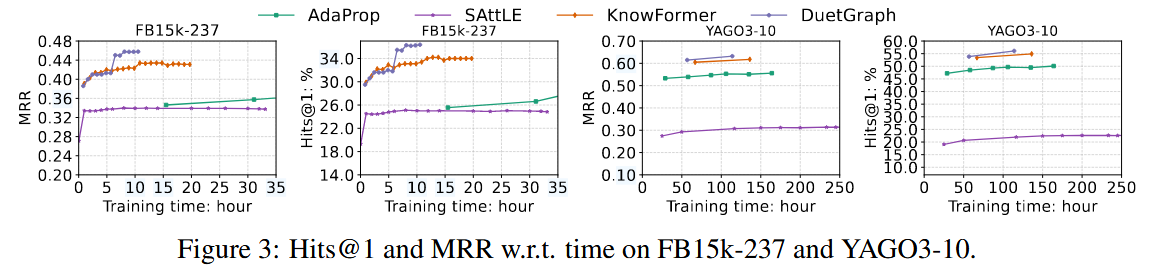 AdaProp SAttLE KnowFormer DuetGraph
FB15k-237
0.48
0.44
0.40
0.36
0.32
0.28
0.24
0.20
MRR
0 5 10 15 20 25 30 35
Training time: hour
FB15k-237
34.0
30.0
26.0
22.0
18.0
14.0
Hits@1: %
0 5 10 15 20 25 30 35
Training time: hour
YAGO3-10
0.70
0.60
0.50
0.40
0.30
0.20
0.10
MRR
0 50 100 150 200 250
Training time: hour
YAGO3-10
60.0
55.0
50.0
45.0
40.0
35.0
30.0
25.0
20.0
15.0
10.0
Hits@1: %
0 50 100 150 200 250
Training time: hour
Figure 3: Hits@1 and MRR w.r.t. time on FB15k-237 and YAGO3-10.